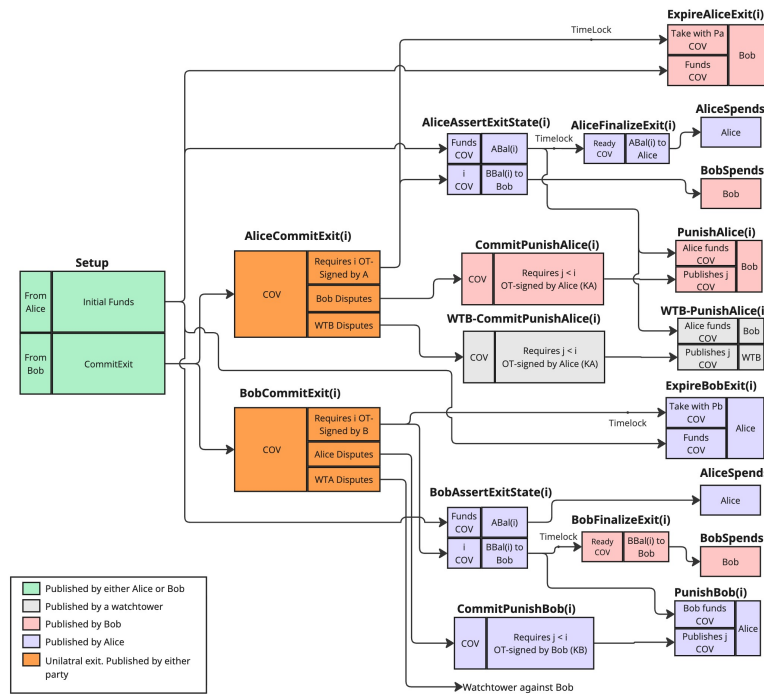 ExpireAliceExit(i)
TimeLock
Take with Pa
COV
Funds
COV
Bob
AliceAssertExitState(i)
Funds
COV
ABal(i)
i
COV
BBal(i) to
Bob
Timelock
AliceFinalizeExit(i)
Ready
COV
ABal(i) to
Alice
AliceSpends
Alice
BobSpends
Bob
AliceCommitExit(i)
COV
Requires i OT-
Signed by A
Bob Disputes
WTB Disputes
CommitPunishAlice(i)
COV
Requires j < i
OT-signed by Alice (KA)
PunishAlice(i)
Alice funds
COV
Publishes j
COV
Bob
Setup
From
Alice
Initial Funds
From
Bob
CommitExit
WTB-CommitPunishAlice(i)
COV
Requires j < i
OT-signed by Alice (KA)
WTB-PunishAlice(i
Alice funds
COV
Bob
Publishes j
COV
WTB
BobCommitExit(i)
COV
Requires i OT-
Signed by B
Alice Disputes
WTA Disputes
ExpireBobExit(i)
Timelock
Take with Pb
COV
Funds
COV
Alice
BobAssertExitState(i)
Funds
COV
ABal(i)
i
COV
BBal(i) to
Bob
AliceSpend
Alice
Timelock
BobFinalizeExit(i)
Ready
COV
BBal(i) to
Bob
BobSpends
Bob
CommitPunishBob(i)
COV
Requires j < i
OT-signed by Bob (KB)
PunishBob(i)
Bob funds
COV
Publishes j
COV
Alice
Watchtower against Bob
Published by either Alice or Bob
Published by a watchtower
Published by Bob
Published by Alice
Unilatral exit. Published by either
party